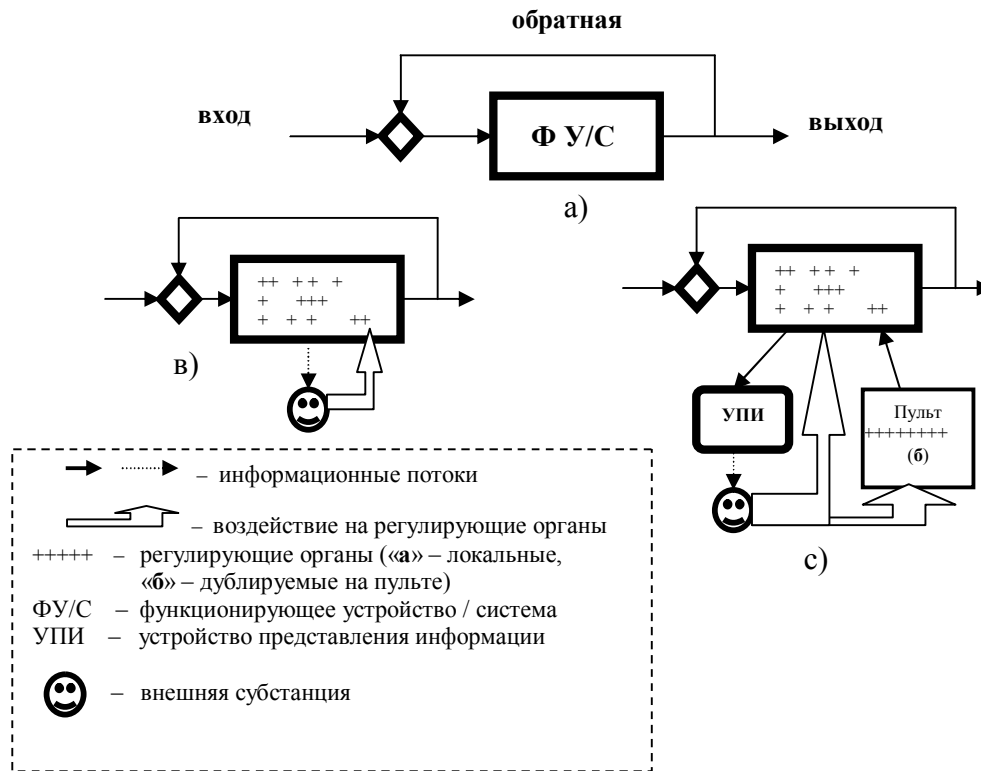 обратная
вход
Ф У/С
выход
а)
++ + + +
+ +++
+ + + ++
в)
++ + + +
+ +++
+ + + ++
УПИ
Пульт
++++++++
(б)
с)
– информационные потоки
– воздействие на регулирующие органы
+++++ – регулирующие органы («а» – локальные,
«б» – дублируемые на пульте)
ФУ/С – функционирующее устройство / система
УПИ – устройство представления информации
– внешняя субстанция